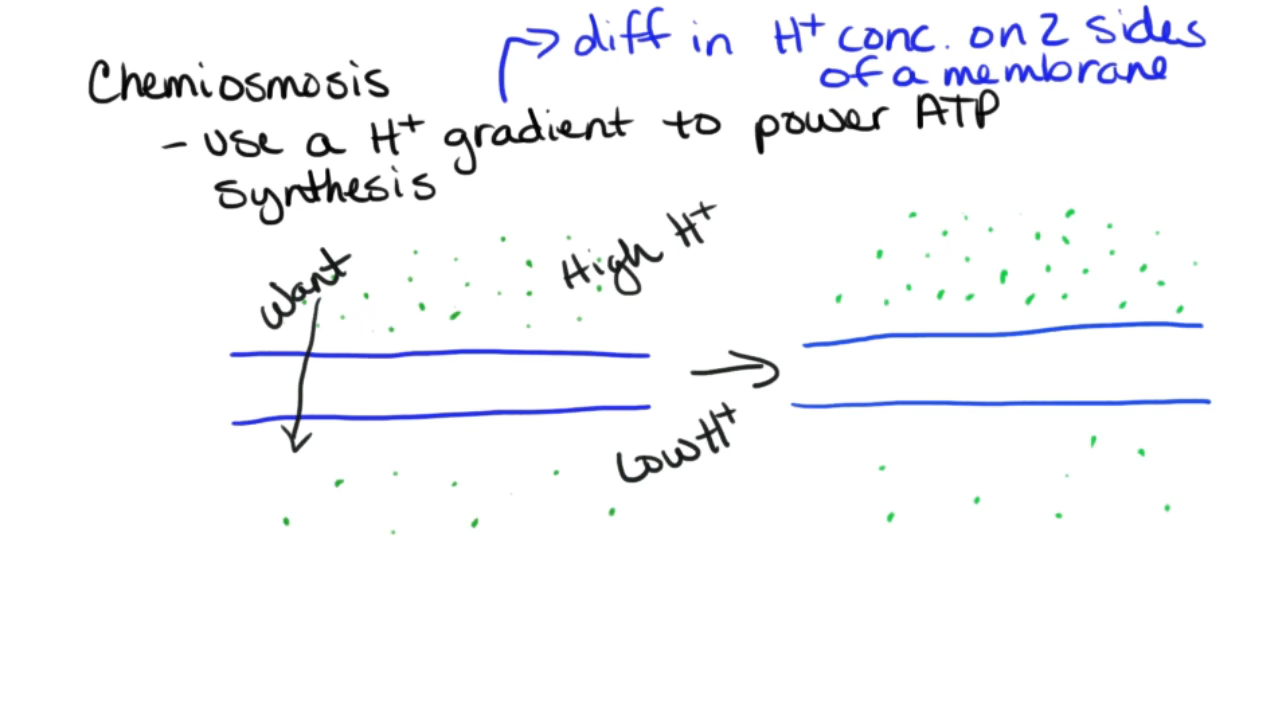 diff in H+ conc. on 2 sides
of a membrane
Chemiosmosis
- use a H+ gradient to power ATP
synthesis
Want
High H+
Low H+